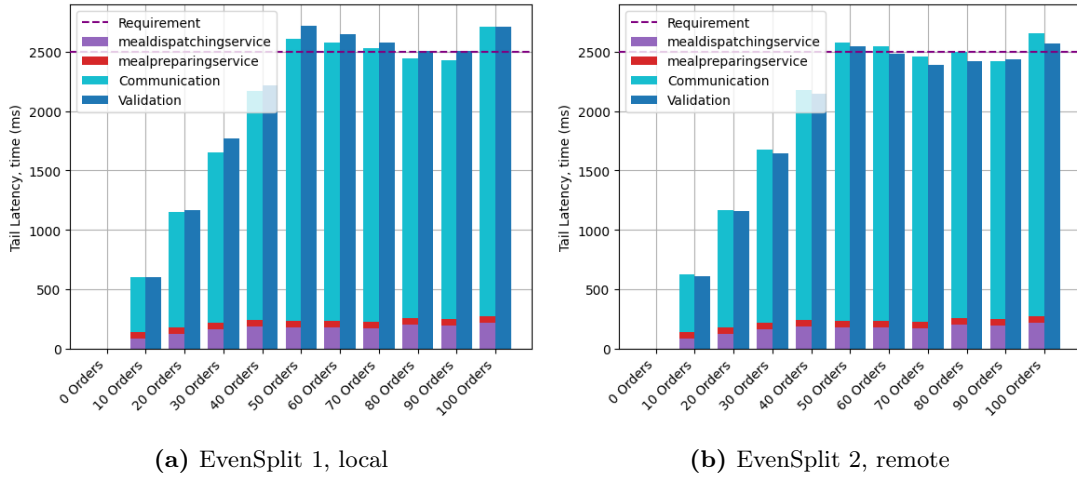 Requirement
mealdispatchingservice
mealpreparingservice
Communication
Validation
Tail Latency, time (ms)
2500
2000
1500
1000
500
0
0 Orders
10 Orders
20 Orders
30 Orders
40 Orders
50 Orders
60 Orders
70 Orders
80 Orders
90 Orders
100 Orders
(a) EvenSplit 1, local
Requirement
mealdispatchingservice
mealpreparingservice
Communication
Validation
Tail Latency, time (ms)
2500
2000
1500
1000
500
0
0 Orders
10 Orders
20 Orders
30 Orders
40 Orders
50 Orders
60 Orders
70 Orders
80 Orders
90 Orders
100 Orders
(b) EvenSplit 2, remote